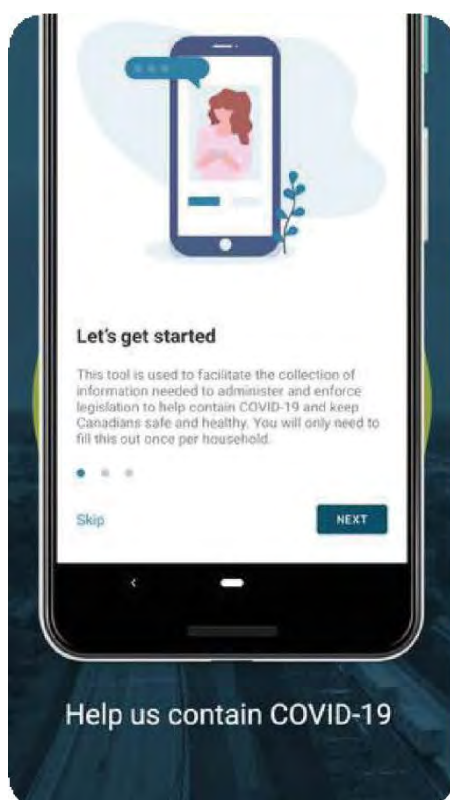 Let's get started
This tool is used to facilitate the collection of
information needed to administer and enforce
legislation to help contain COVID-19 and keep
Canadians safe and healthy. You will only need to
fill this out once per household.
Skip
NEXT
Help us contain COVID-19